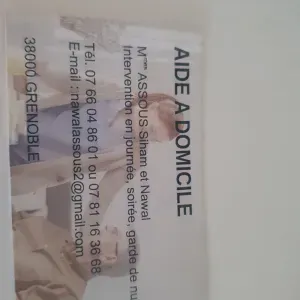 AIDE A DOMICILE
Mmes ASSOUS Siham et Nawal
Intervention en journée, soirée, garde de nu
Tél. 07 66 04 86 01 ou 07 81 16 36 68
E-mail : nawalassous2@gmail.com
38000 GRENOBLE